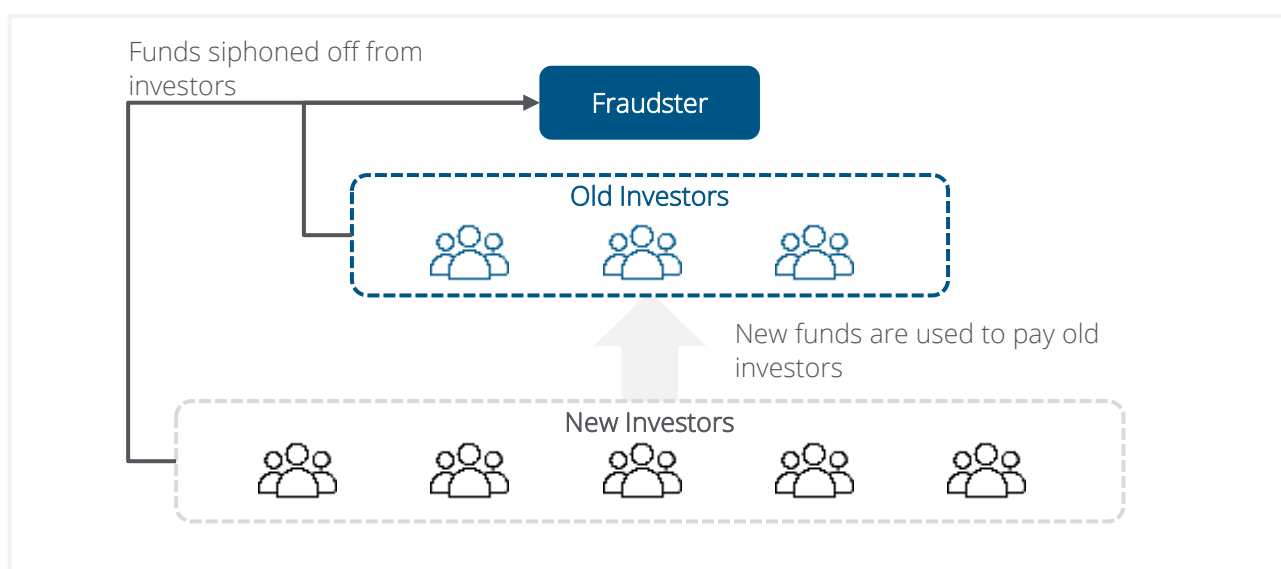 Funds siphoned off from
investors
Fraudster
Old Investors
New funds are used to pay old
investors
New Investors